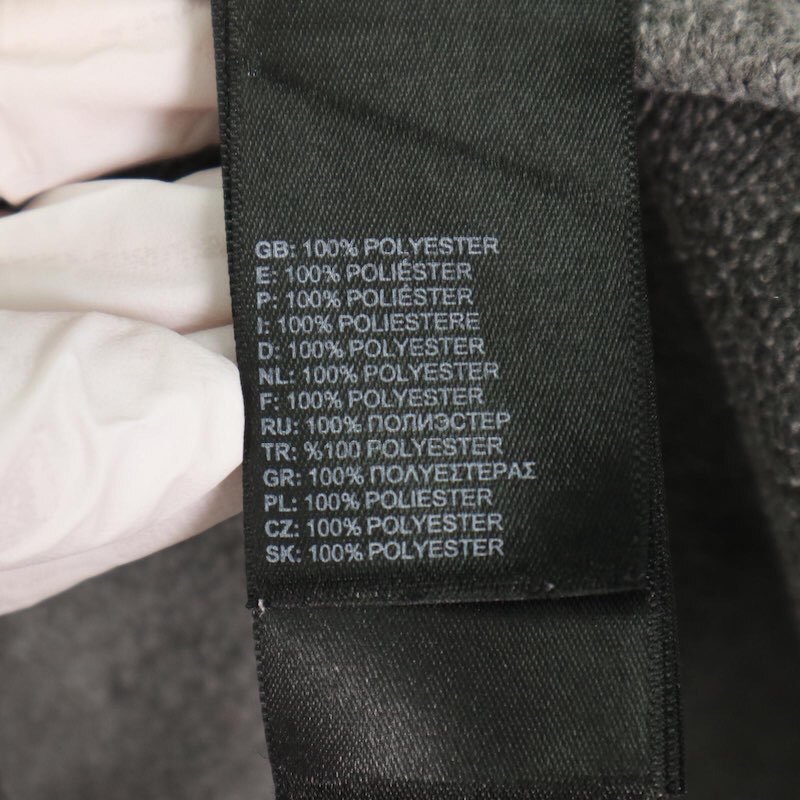 GB: 100% POLYESTER
E: 100% POLIÉSTER
P: 100% POLIÉSTER
I: 100% POLIESTERE
D: 100% POLYESTER
NL: 100% POLYESTER
F: 100% POLYESTER
RU: 100% ПОЛИЭСТЕР
TR: %100 POLYESTER
GR: 100% ΠΟΛΥΕΣΤΕΡΑΣ
PL: 100% POLIESTER
CZ: 100% POLYESTER
SK: 100% POLYESTER